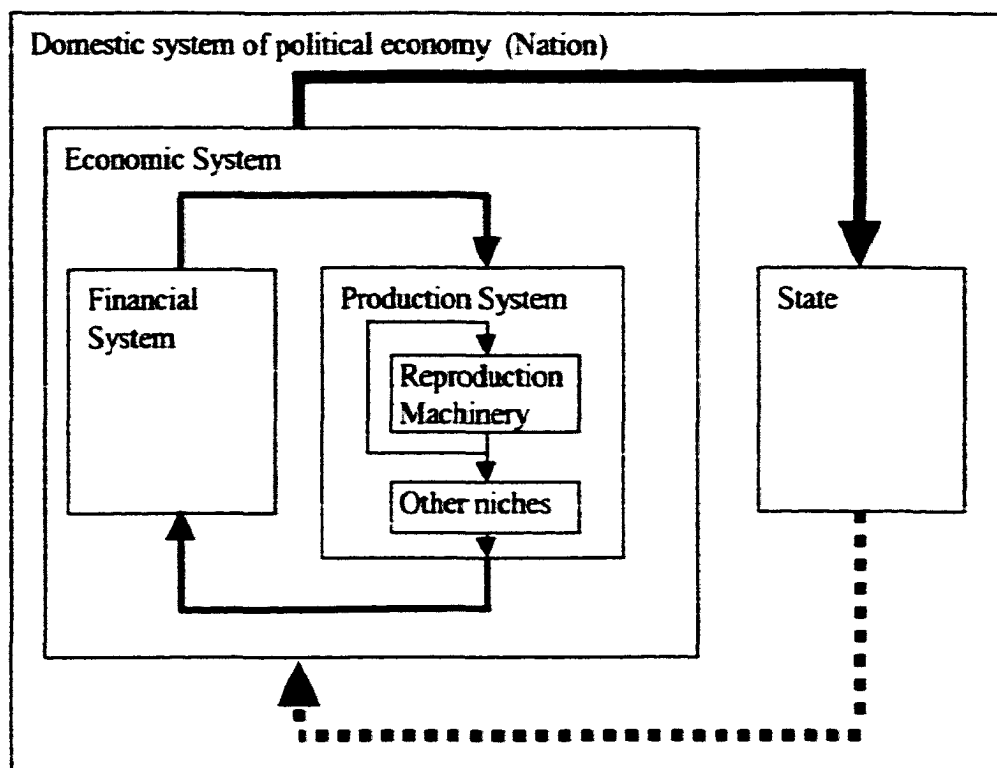 Domestic system of political economy (Nation)
Economic System
Financial
System
Production System
Reproduction
Machinery
Other niches
State